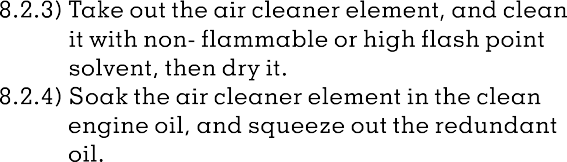 8.2.3) Take out the air cleaner element, and clean
it with non- flammable or high flash point
solvent, then dry it.
8.2.4) Soak the air cleaner element in the clean
engine oil, and squeeze out the redundant
oil.